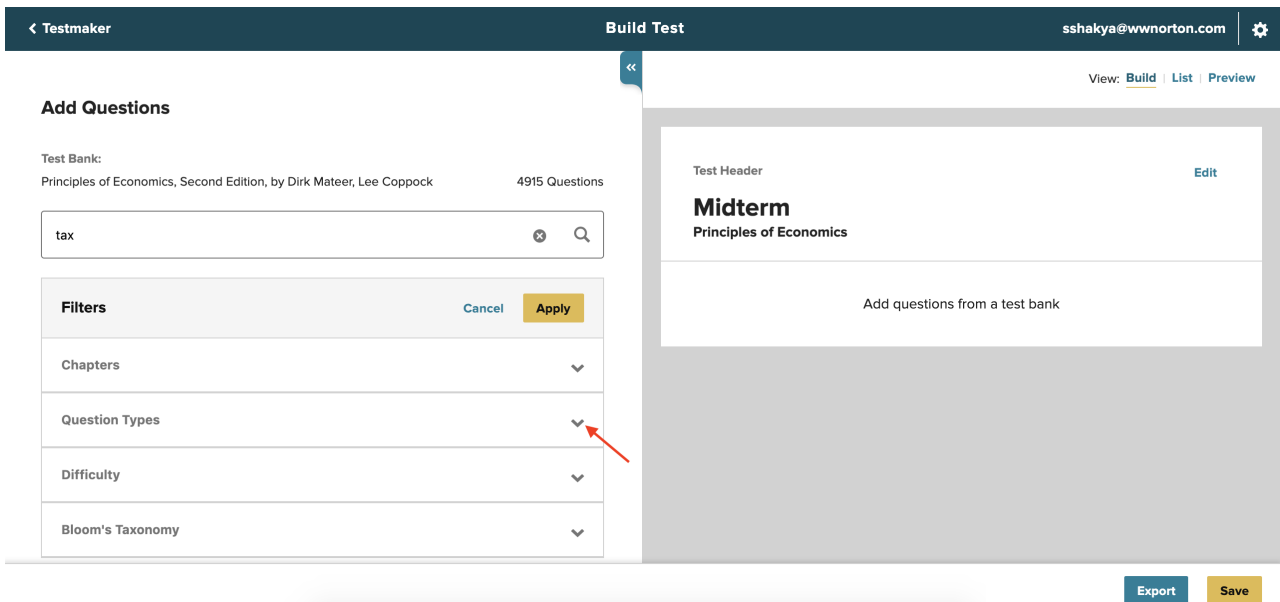 Testmaker
Build Test
sshakya@wwnorton.com
View: Build | List | Preview
Add Questions
Test Bank:
Principles of Economics, Second Edition, by Dirk Mateer, Lee Coppock
4915 Questions
tax
Filters
Cancel
Apply
Chapters
Question Types
Difficulty
Bloom's Taxonomy
Test Header
Edit
Midterm
Principles of Economics
Add questions from a test bank
Export
Save